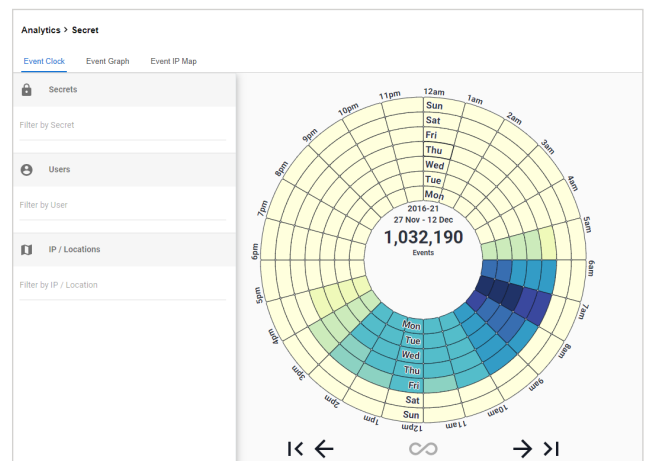 Analytics > Secret
Event Clock Event Graph Event IP Map
Secrets
Filter by Secret
Users
Filter by User
IP / Locations
Filter by IP / Location
12am
1am
2am
3am
4am
5am
6am
7am
8am
9am
10am
11am
12pm
1pm
2pm
3pm
4pm
5pm
6pm
7pm
8pm
9pm
10pm
11pm
Sun
Sat
Fri
Thu
Wed
Tue
Mon
2016-21
27 Nov - 12 Dec
1,032,190
Events
Mon
Tue
Wed
Thu
Fri
Sat
Sun